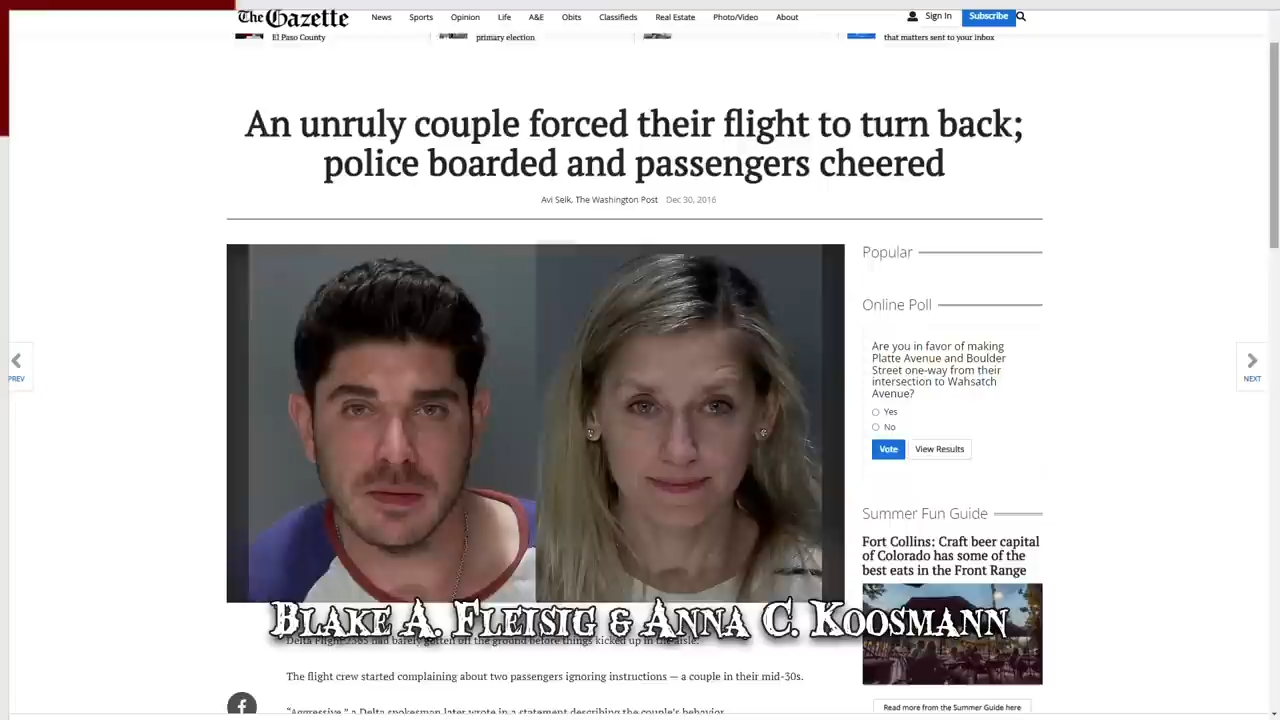 The Gazette
News Sports Opinion Life A&E Obits Classifieds Real Estate Photo/Video About
Sign In Subscribe
El Paso County
primary election
that matters sent to your inbox
An unruly couple forced their flight to turn back;
police boarded and passengers cheered
Avi Selk, The Washington Post Dec 30, 2016
PREV
NEXT
Blake A. Fleisig & Anna C. Koosmann
Delta Flight 2565 had barely gotten off the ground before things kicked up in the aisle.
The flight crew started complaining about two passengers ignoring instructions — a couple in their mid-30s.
"Aggressive," a Delta spokesman later wrote in a statement describing the couple's behavior.
Popular
Online Poll
Are you in favor of making
Platte Avenue and Boulder
Street one-way from their
intersection to Wahsatch
Avenue?
Yes
No
Vote View Results
Summer Fun Guide
Fort Collins: Craft beer capital
of Colorado has some of the
best eats in the Front Range
Read more from the Summer Guide here